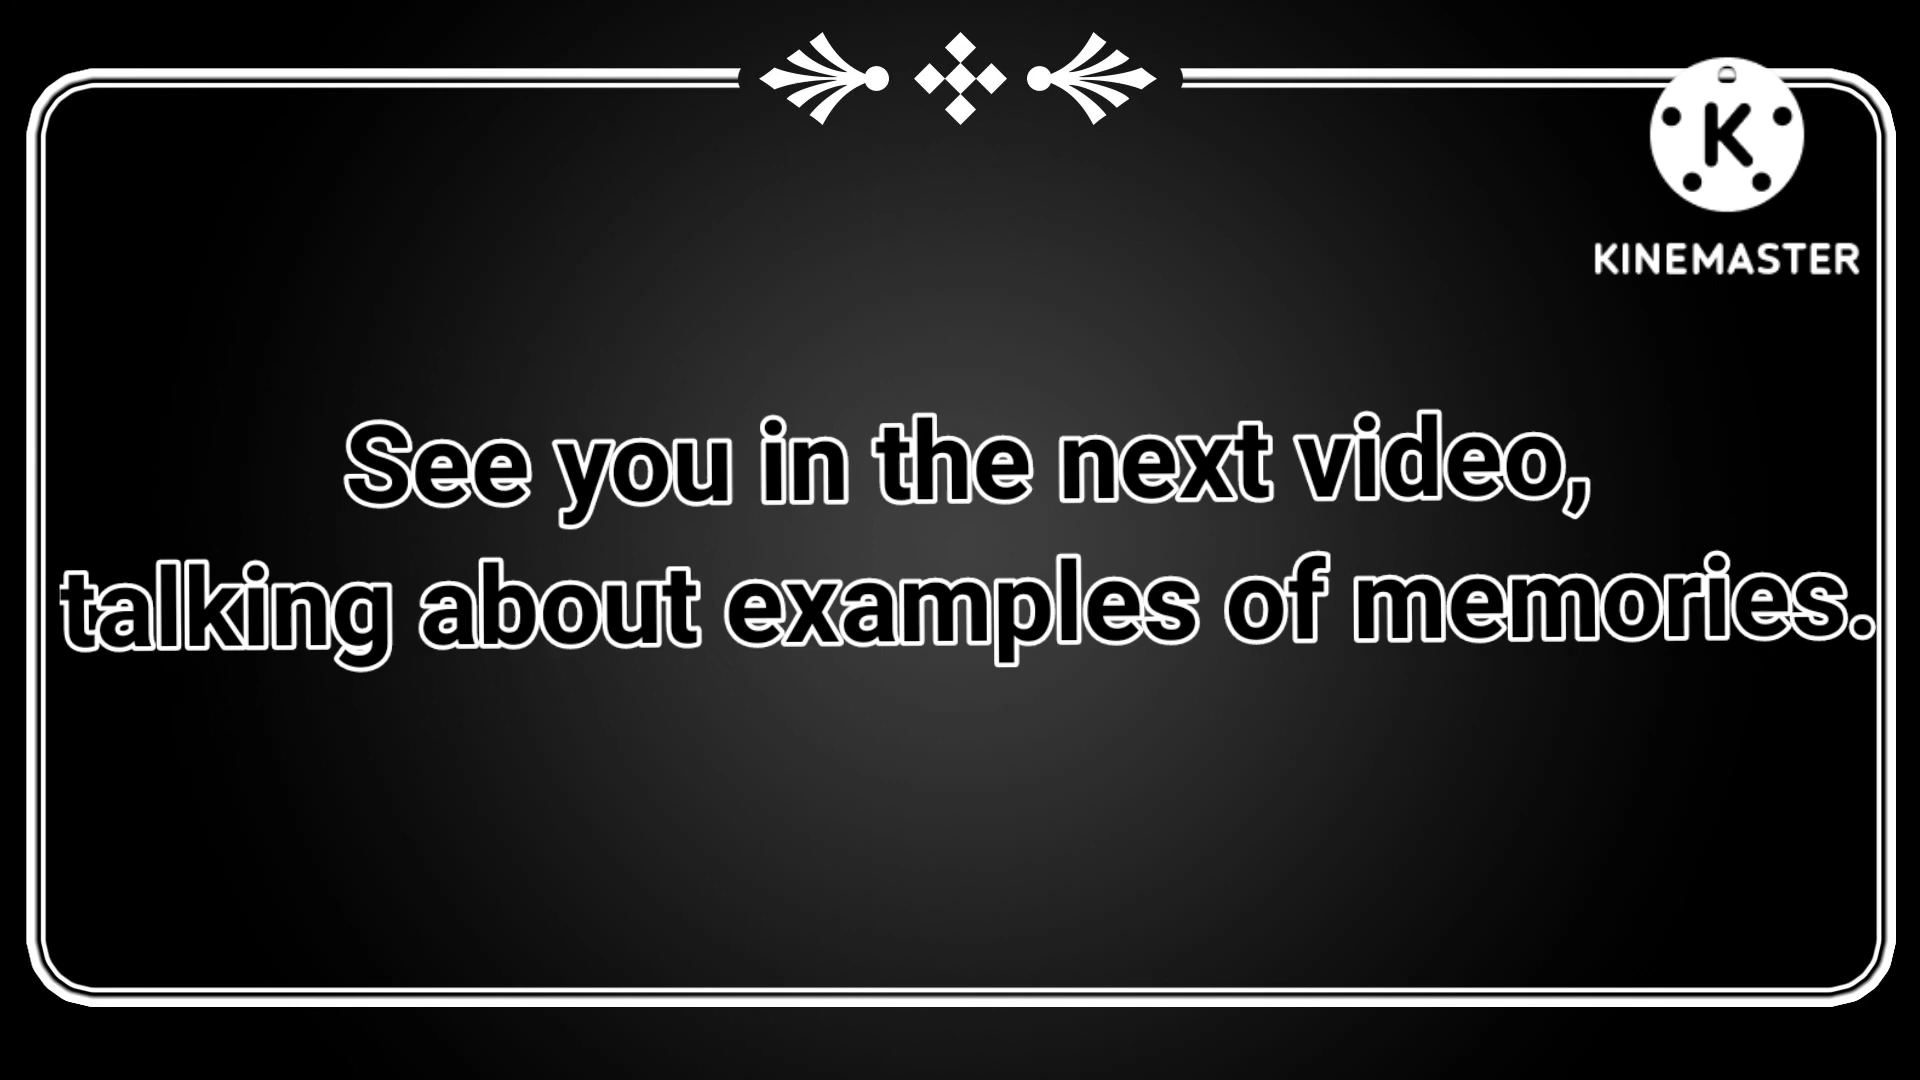 K
KINEMASTER
See you in the next video,
talking about examples of memories.